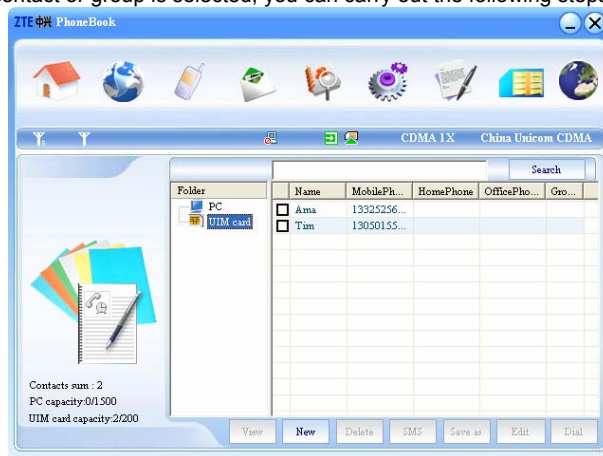 contact or group is selected, you can carry out the following steps
ZTE中兴 PhoneBook
CDMA 1X China Unicom CDMA
Search
Folder Name MobilePh... HomePhone OfficePho... Gro...
PC Ama 13325256...
UIM card Tim 13050155...
Contacts sum : 2
PC capacity:0/1500
UIM card capacity:2/200
View New Delete SMS Save as Edit Dial